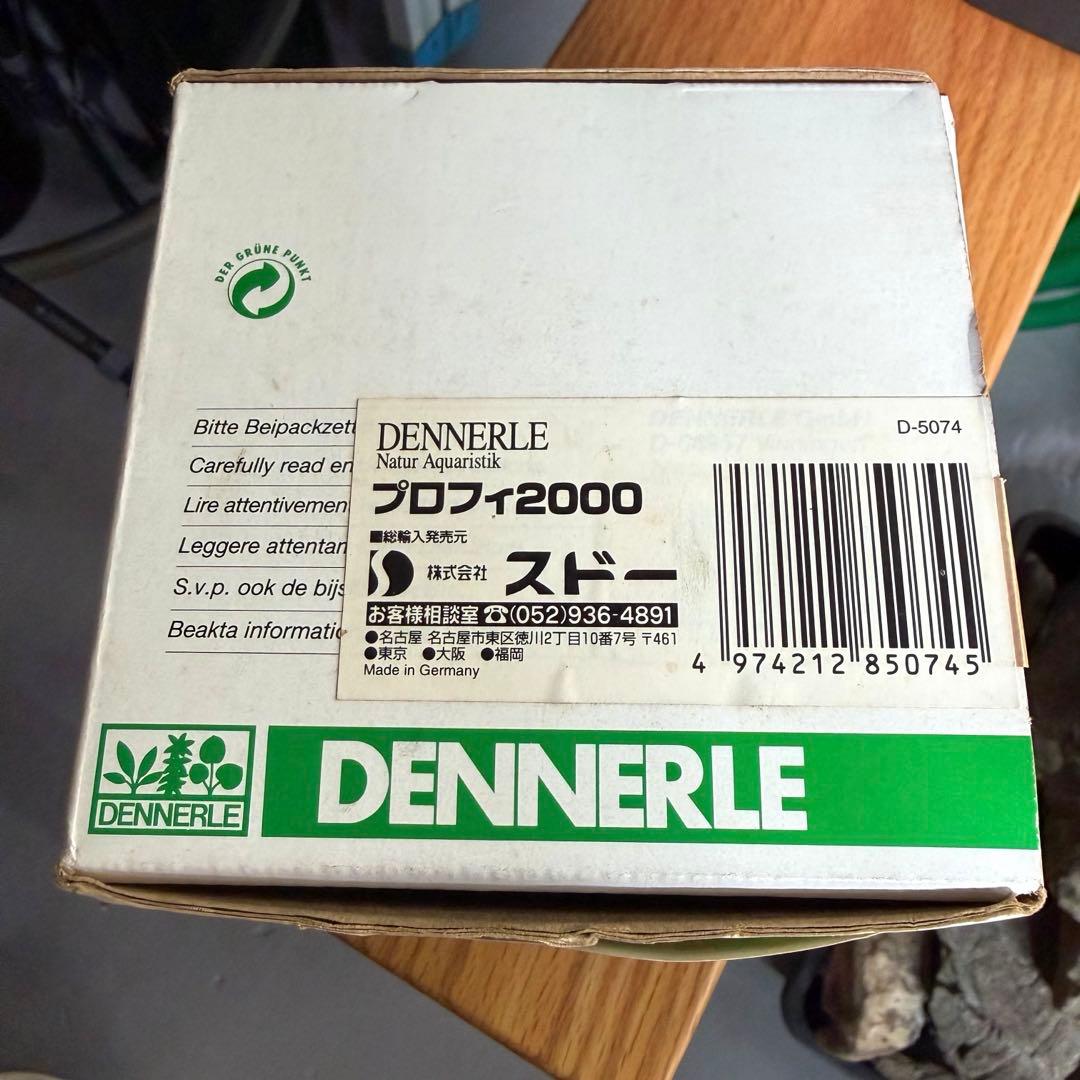 DER GRÜNE PUNKT
Bitte Beipackzett
Carefully read en
Lire attentivemen
Leggere attentan
S.v.p. ook de bijs
Beakta informatio
DENNERLE
Natur Aquaristik
D-5074
プロフィ2000
■総輸入発売元
株式会社 スドー
お客様相談室 ☎(052)936-4891
●名古屋 名古屋市東区徳川2丁目10番7号 〒461
●東京 ●大阪 ●福岡
Made in Germany
4 974212 850745
DENNERLE
DENNERLE